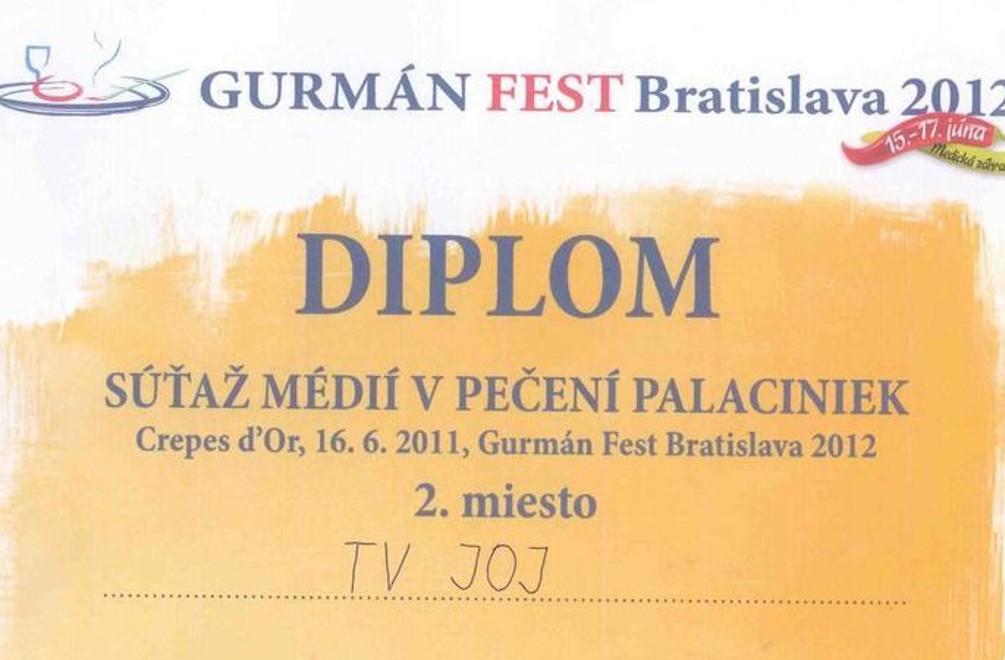 GURMÁN FEST Bratislava 2012
15.-17. júna
Medická
DIPLOM
SÚŤAŽ MÉDIÍ V PEČENÍ PALACINIEK
Crepes d'Or, 16. 6. 2011, Gurmán Fest Bratislava 2012
2. miesto
TV JOJ